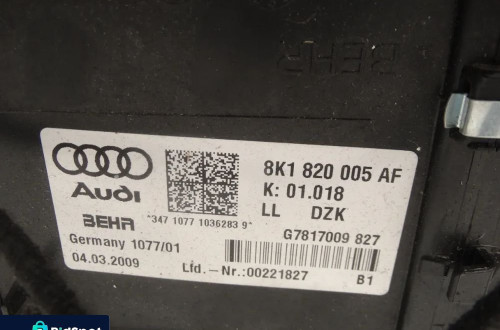 BEHR
Audi
8K1 820 005 AF
K: 01.018
LL DZK
BEHR
*347 1077 1036283 9*
G7817009 827
Germany 1077/01
04.03.2009
Lfd.-Nr:00221827
B1
BidSpot